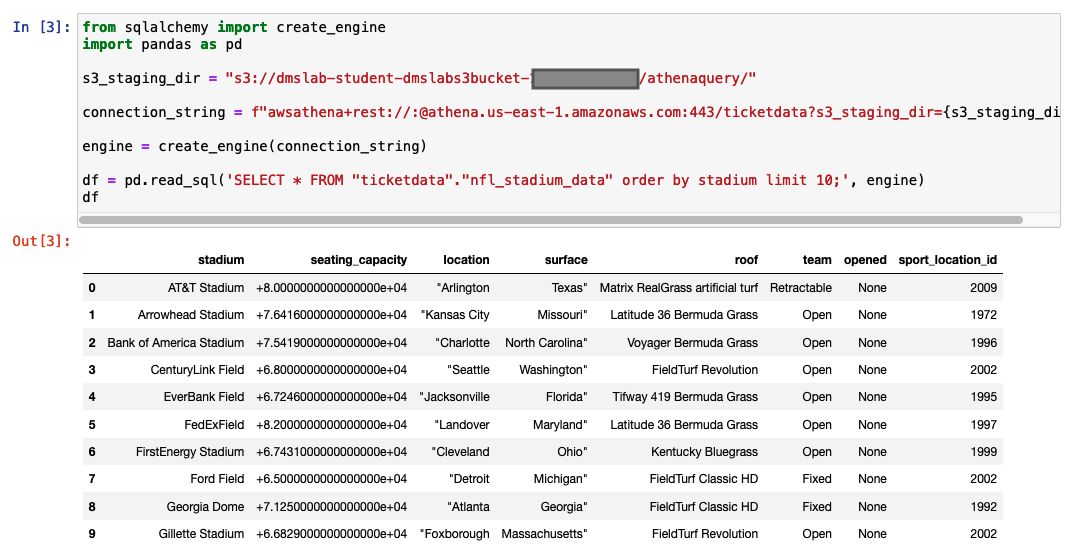 In [3]: from sqlalchemy import create_engine
import pandas as pd
s3_staging_dir = "s3://dmslab-student-dmslabs3bucket-/athenaquery/"
connection_string = f"awsathena+rest://:@athena.us-east-1.amazonaws.com:443/ticketdata?s3_staging_dir={s3_staging_di
engine = create_engine(connection_string)
df = pd.read_sql('SELECT * FROM "ticketdata"."nfl_stadium_data" order by stadium limit 10;', engine)
df
Out[3]:
stadium seating_capacity location surface roof team opened sport_location_id
0 AT&T Stadium +8.0000000000000000e+04 "Arlington Texas" Matrix RealGrass artificial turf Retractable None 2009
1 Arrowhead Stadium +7.6416000000000000e+04 "Kansas City Missouri" Latitude 36 Bermuda Grass Open None 1972
2 Bank of America Stadium +7.5419000000000000e+04 "Charlotte North Carolina" Voyager Bermuda Grass Open None 1996
3 CenturyLink Field +6.8000000000000000e+04 "Seattle Washington" FieldTurf Revolution Open None 2002
4 EverBank Field +6.7246000000000000e+04 "Jacksonville Florida" Tifway 419 Bermuda Grass Open None 1995
5 FedExField +8.2000000000000000e+04 "Landover Maryland" Latitude 36 Bermuda Grass Open None 1997
6 FirstEnergy Stadium +6.7431000000000000e+04 "Cleveland Ohio" Kentucky Bluegrass Open None 1999
7 Ford Field +6.5000000000000000e+04 "Detroit Michigan" FieldTurf Classic HD Fixed None 2002
8 Georgia Dome +7.1250000000000000e+04 "Atlanta Georgia" FieldTurf Classic HD Fixed None 1992
9 Gillette Stadium +6.6829000000000000e+04 "Foxborough Massachusetts" FieldTurf Revolution Open None 2002